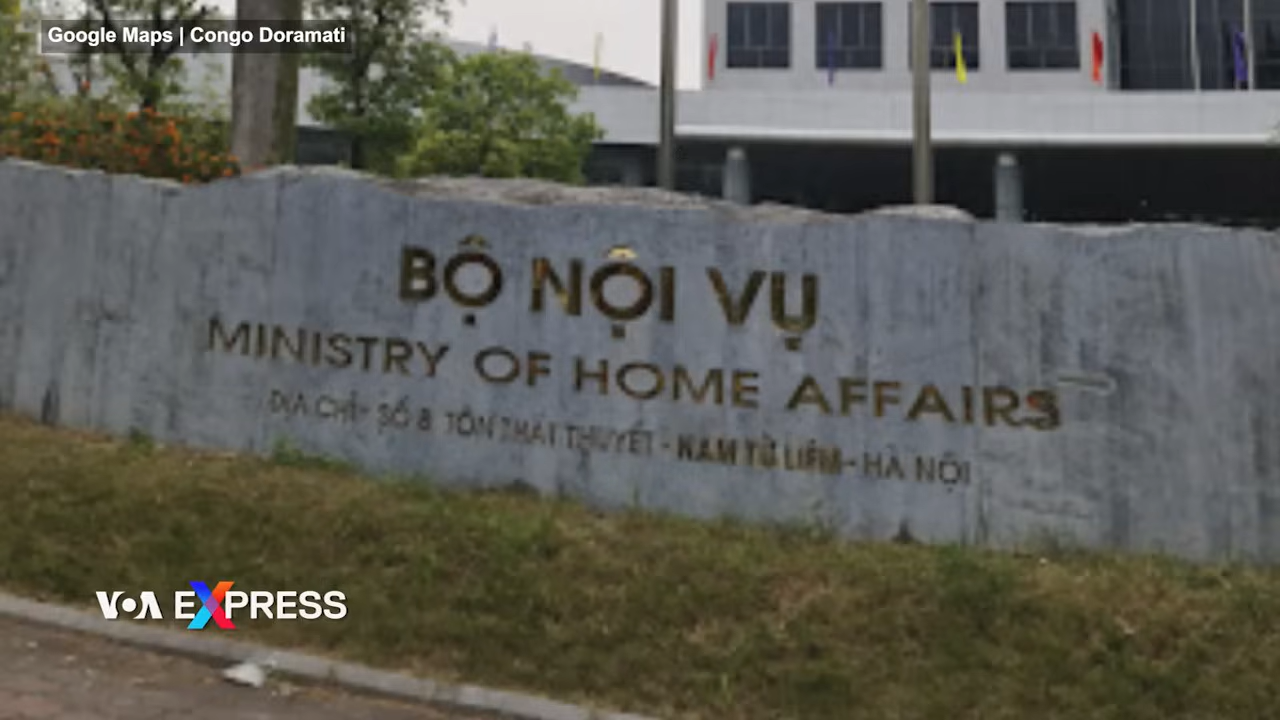 Google Maps | Congo Doramati
BỘ NỘI VỤ
MINISTRY OF HOME AFFAIRS
ĐỊA CHỈ - SỐ 8 TÔN THẤT THUYẾT - NAM TỪ LIÊM - HÀ NỘI
VOA EXPRESS